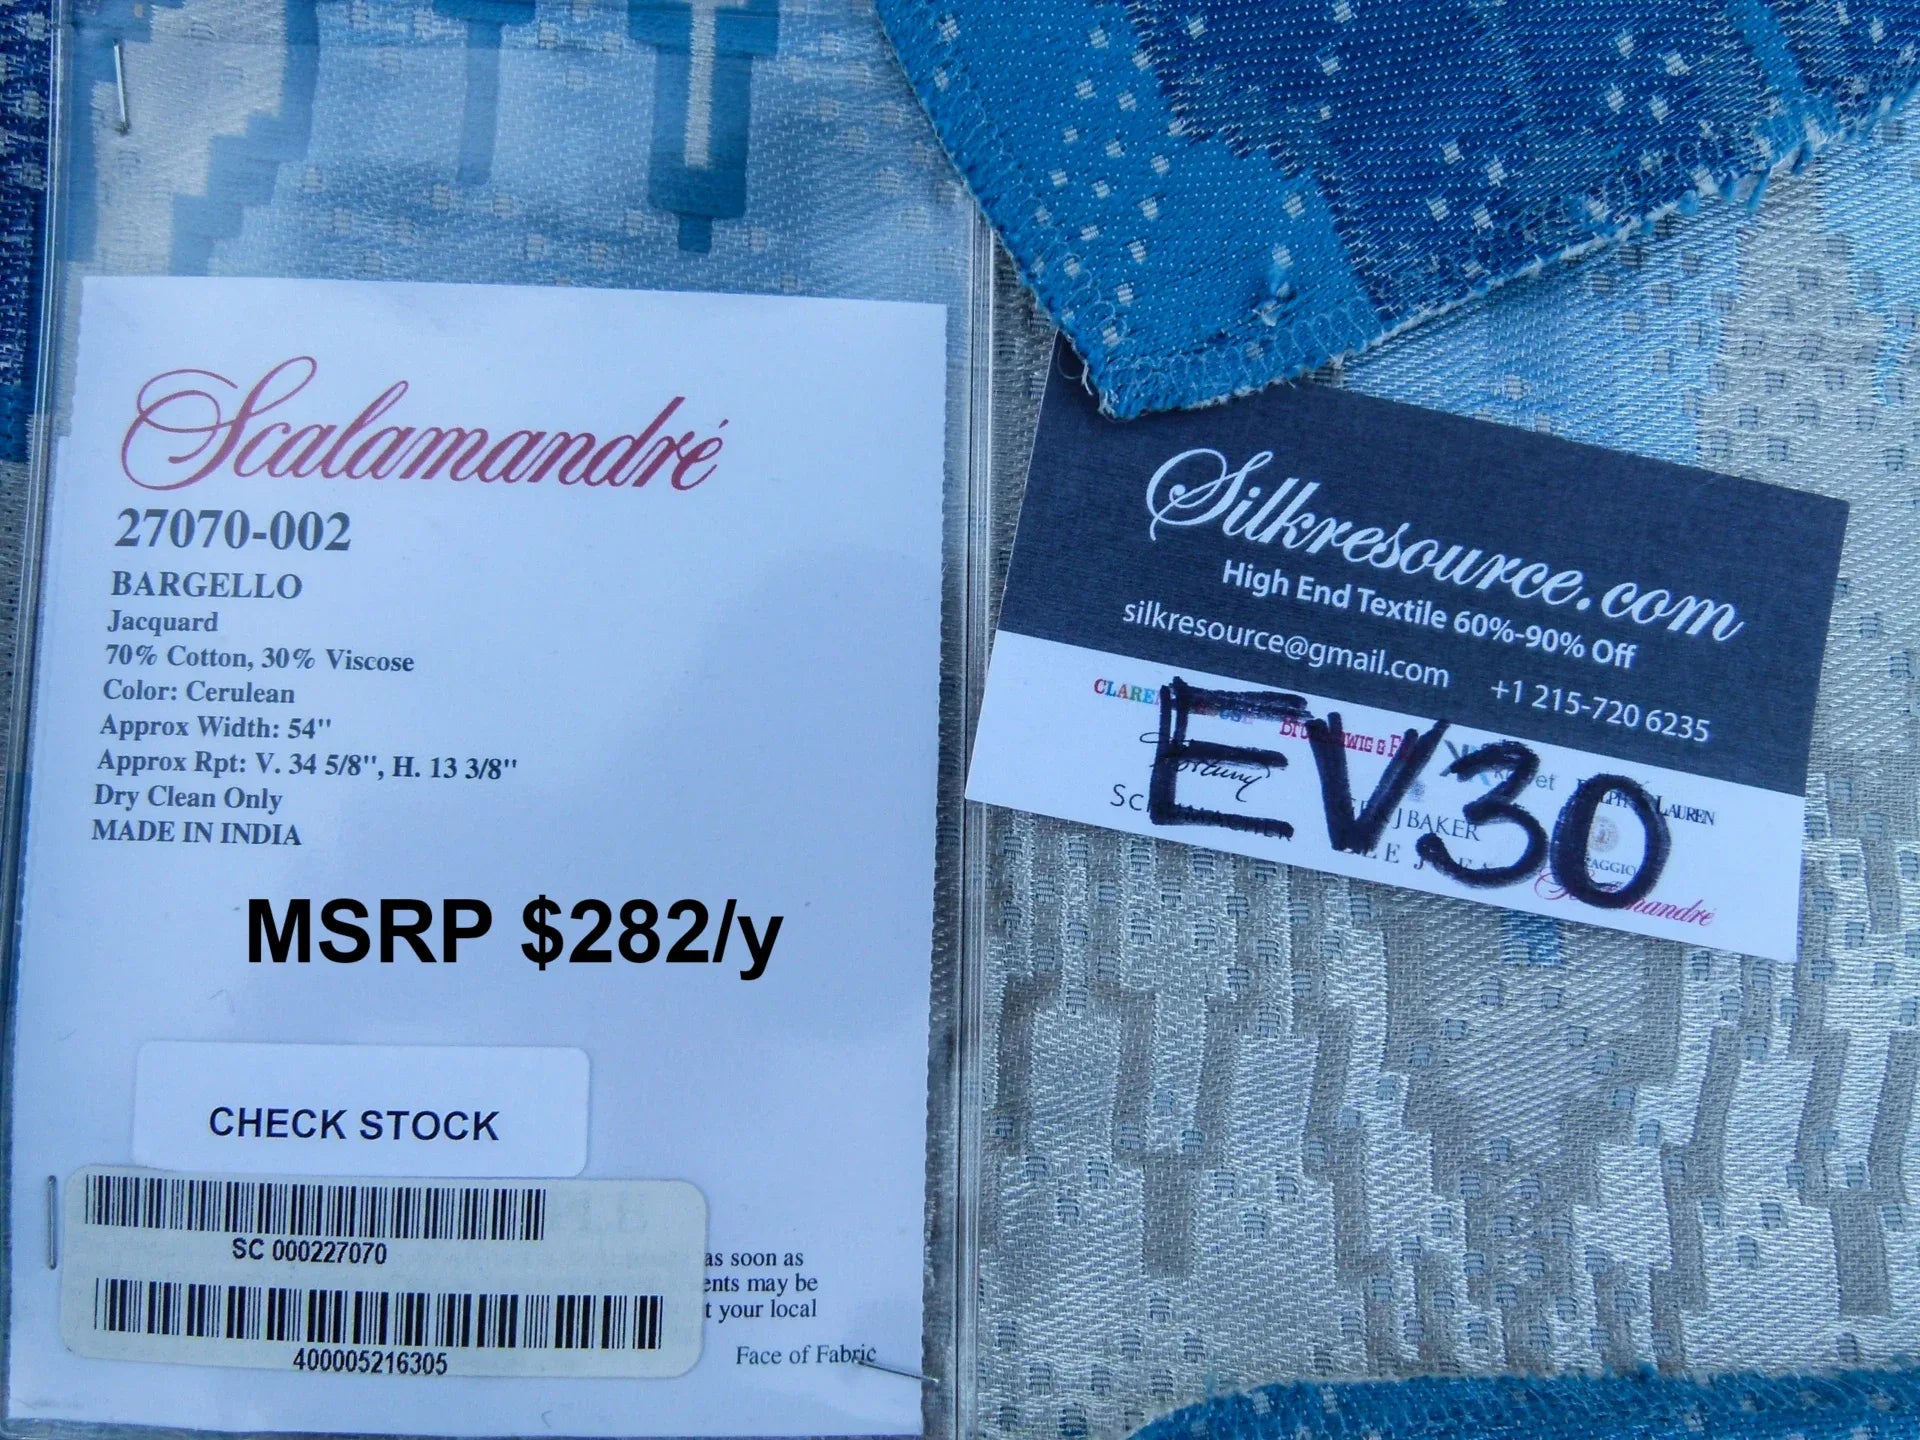 Scalamandré
27070-002
BARGELLO
Jacquard
70% Cotton, 30% Viscose
Color: Cerulean
Approx Width: 54"
Approx Rpt: V. 34 5/8", H. 13 3/8"
Dry Clean Only
MADE IN INDIA
MSRP $282/y
CHECK STOCK
SC 000227070
400005216305
as soon as
may be
your local
Face of Fabric
Silkresource.com
High End Textile 60%-90% Off
silkresource@gmail.com +1 215-720 6235
EV30
Fortuny
J BAKER
LAUREN